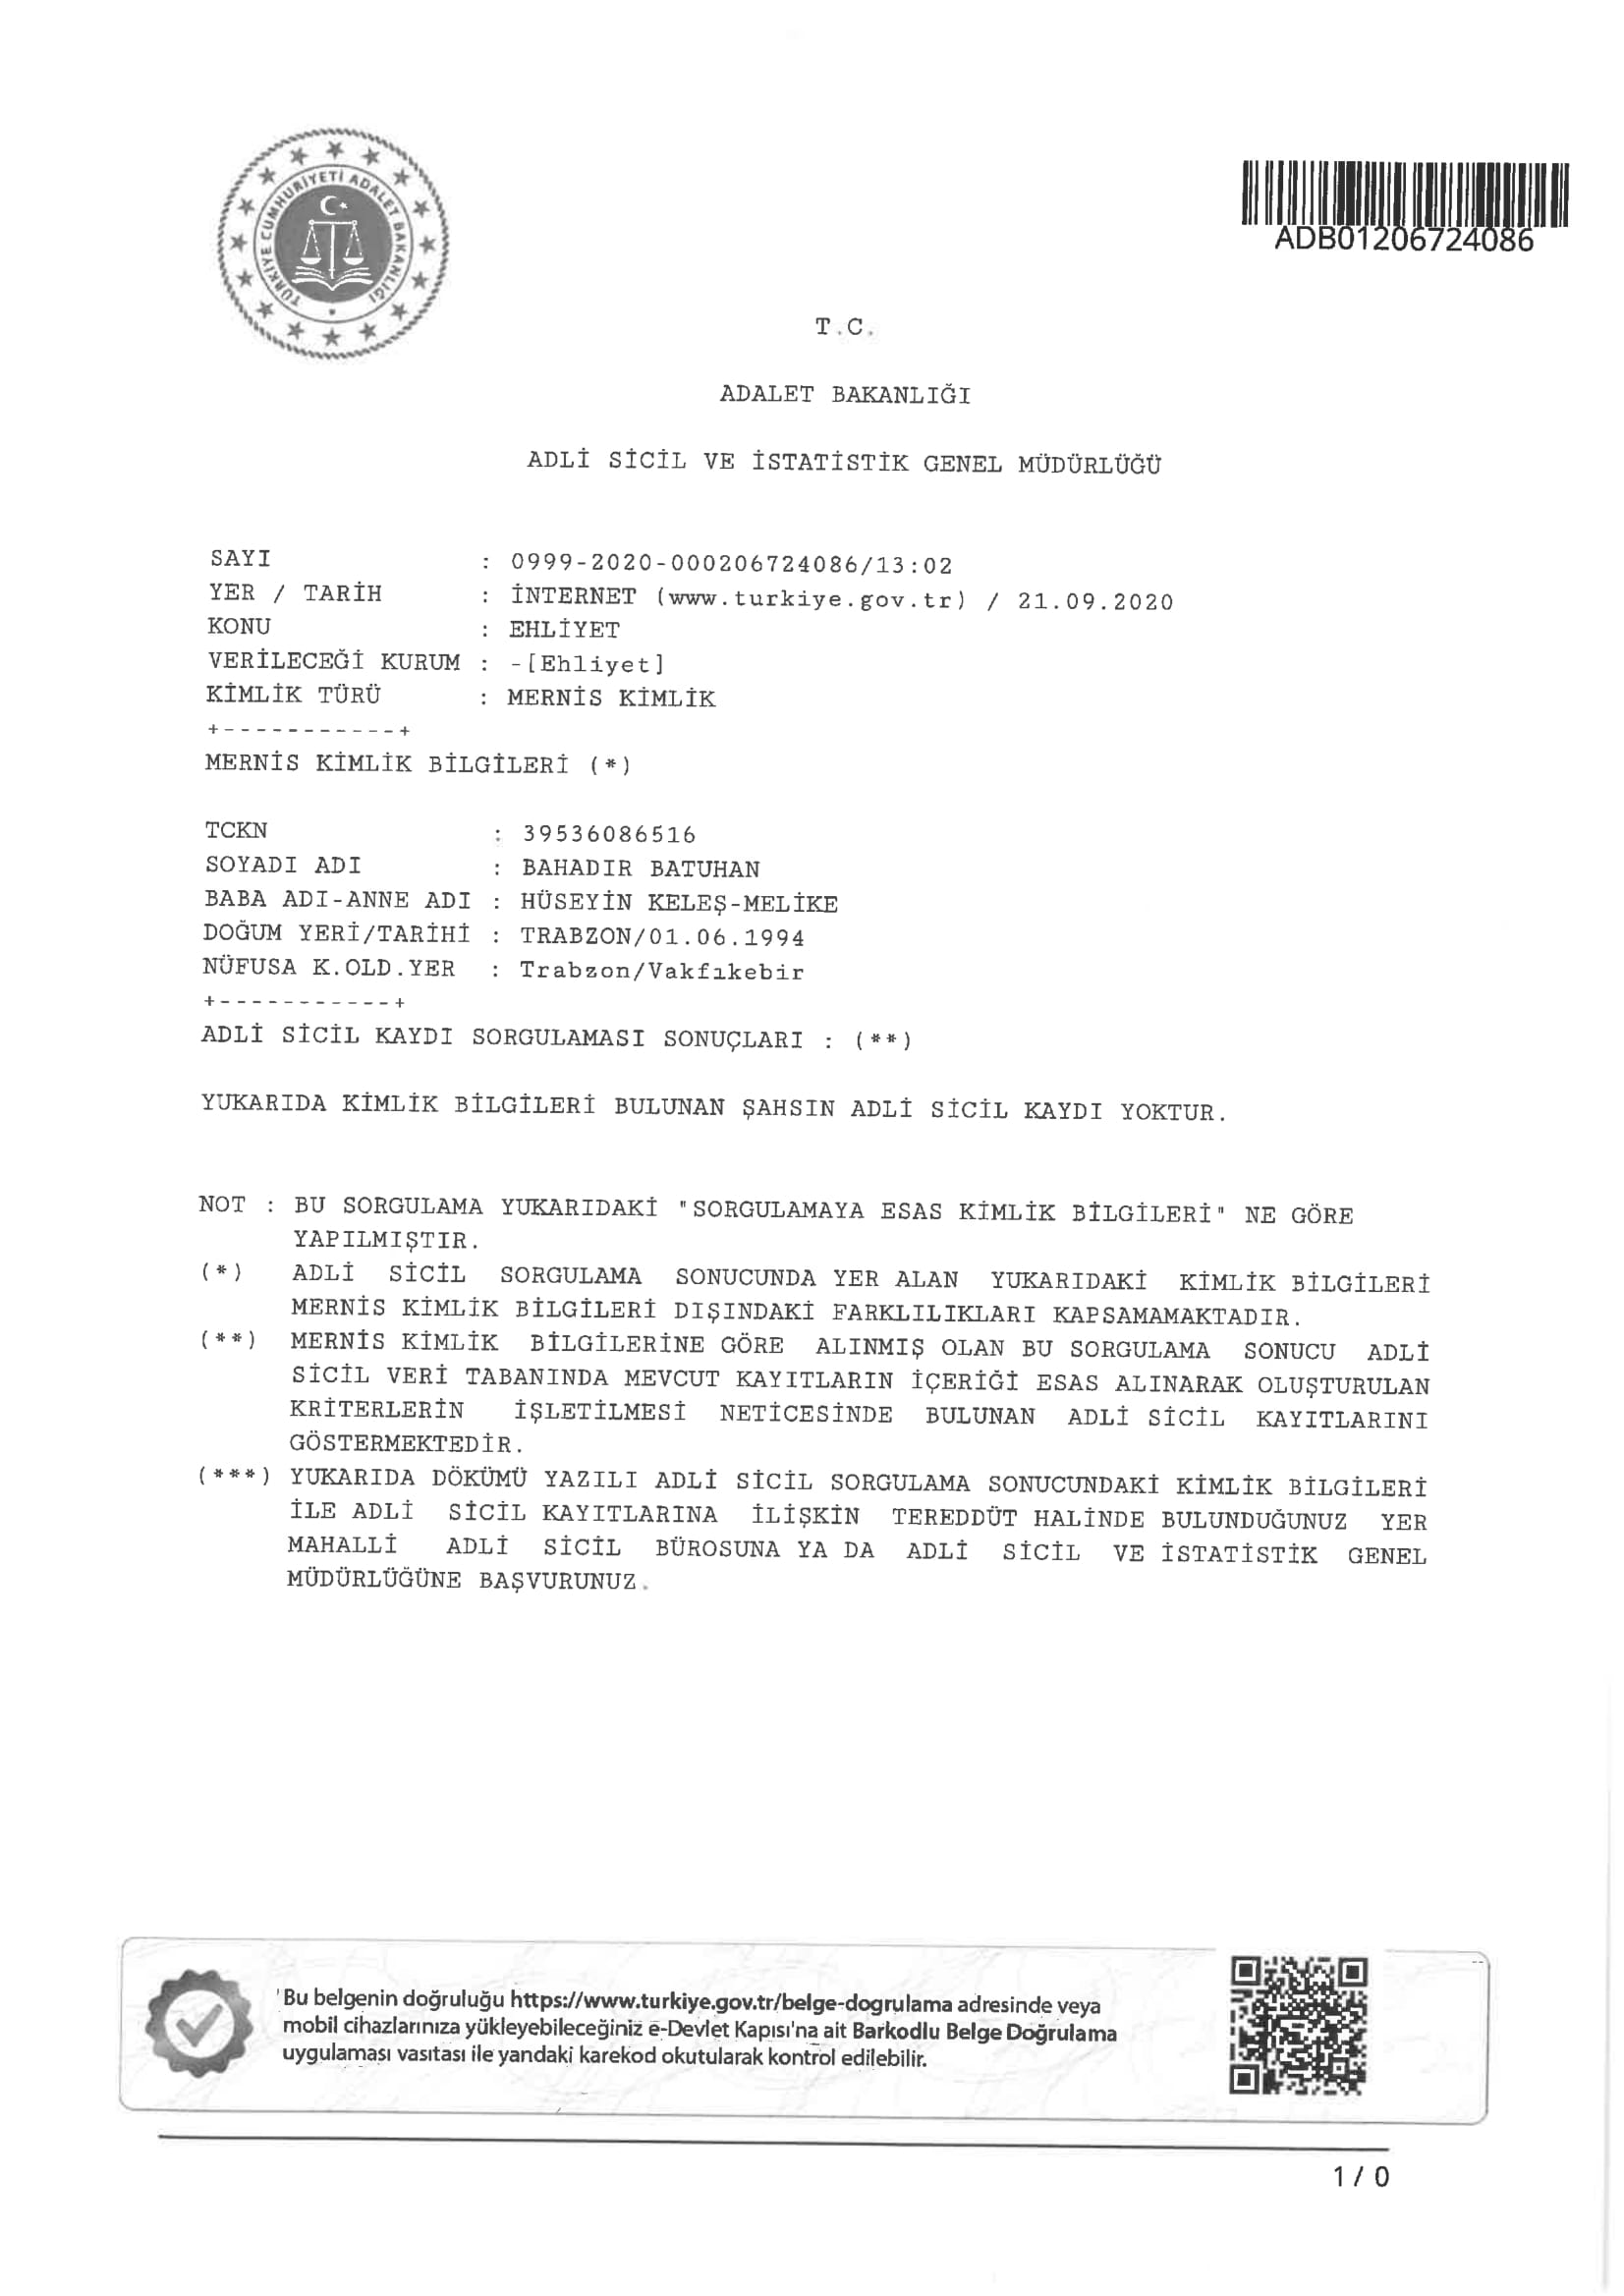 TÜRKİYE CUMHURİYETİ ADALET BAKANLIĞI
ADB01206724086
T.C.
ADALET BAKANLIĞI
ADLİ SİCİL VE İSTATİSTİK GENEL MÜDÜRLÜĞÜ
SAYI : 0999-2020-000206724086/13:02
YER / TARİH : İNTERNET (www.turkiye.gov.tr) / 21.09.2020
KONU : EHLİYET
VERİLECEĞİ KURUM : -[Ehliyet]
KİMLİK TÜRÜ : MERNİS KİMLİK
+-----------+
MERNİS KİMLİK BİLGİLERİ (*)
TCKN : 39536086516
SOYADI ADI : BAHADIR BATUHAN
BABA ADI-ANNE ADI : HÜSEYİN KELEŞ-MELİKE
DOĞUM YERİ/TARİHİ : TRABZON/01.06.1994
NÜFUSA K.OLD.YER : Trabzon/Vakfıkebir
+-----------+
ADLİ SİCİL KAYDI SORGULAMASI SONUÇLARI : (**)
YUKARIDA KİMLİK BİLGİLERİ BULUNAN ŞAHSIN ADLİ SİCİL KAYDI YOKTUR.
NOT : BU SORGULAMA YUKARIDAKİ "SORGULAMAYA ESAS KİMLİK BİLGİLERİ" NE GÖRE
YAPILMIŞTIR.
(*) ADLİ SİCİL SORGULAMA SONUCUNDA YER ALAN YUKARIDAKİ KİMLİK BİLGİLERİ
MERNİS KİMLİK BİLGİLERİ DIŞINDAKİ FARKLILIKLARI KAPSAMAMAKTADIR.
(**) MERNİS KİMLİK BİLGİLERİNE GÖRE ALINMIŞ OLAN BU SORGULAMA SONUCU ADLİ
SİCİL VERİ TABANINDA MEVCUT KAYITLARIN İÇERİĞİ ESAS ALINARAK OLUŞTURULAN
KRİTERLERİN İŞLETİLMESİ NETİCESİNDE BULUNAN ADLİ SİCİL KAYITLARINI
GÖSTERMEKTEDİR.
(***) YUKARIDA DÖKÜMÜ YAZILI ADLİ SİCİL SORGULAMA SONUCUNDAKİ KİMLİK BİLGİLERİ
İLE ADLİ SİCİL KAYITLARINA İLİŞKİN TEREDDÜT HALİNDE BULUNDUĞUNUZ YER
MAHALLİ ADLİ SİCİL BÜROSUNA YA DA ADLİ SİCİL VE İSTATİSTİK GENEL
MÜDÜRLÜĞÜNE BAŞVURUNUZ.
Bu belgenin doğruluğu https://www.turkiye.gov.tr/belge-dogrulama adresinde veya
mobil cihazlarınıza yükleyebileceğiniz e-Devlet Kapısı'na ait Barkodlu Belge Doğrulama
uygulaması vasıtası ile yandaki karekod okutularak kontrol edilebilir.
1 / 0